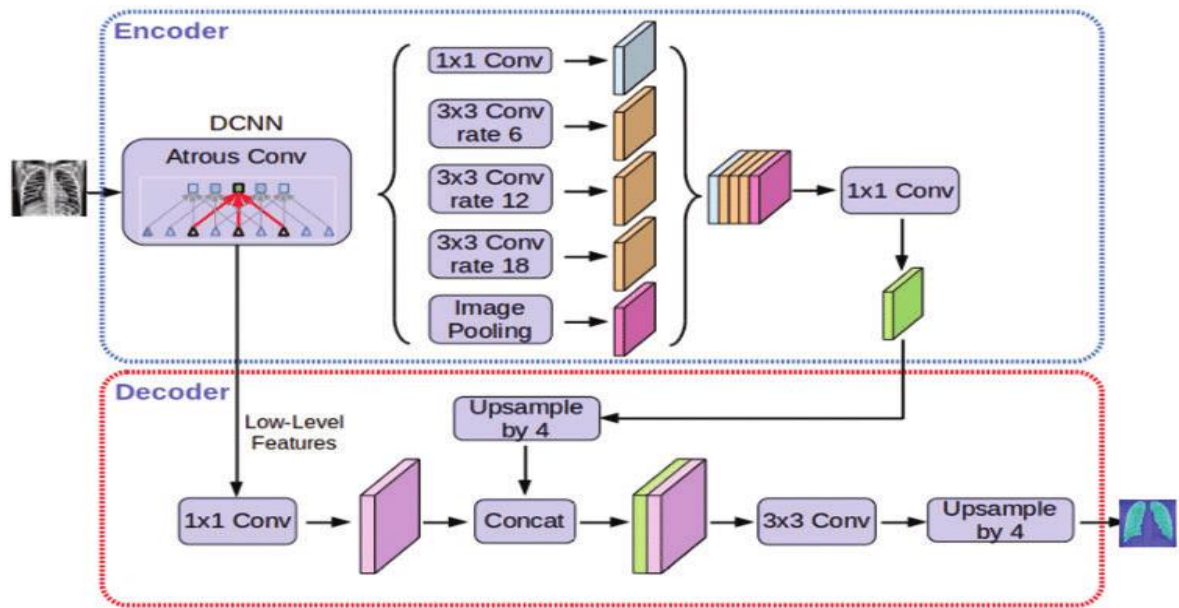 Encoder
DCNN
Atrous Conv
1x1 Conv
3x3 Conv
rate 6
3x3 Conv
rate 12
3x3 Conv
rate 18
Image
Pooling
1x1 Conv
Decoder
Low-Level
Features
Upsample
by 4
1x1 Conv
Concat
3x3 Conv
Upsample
by 4